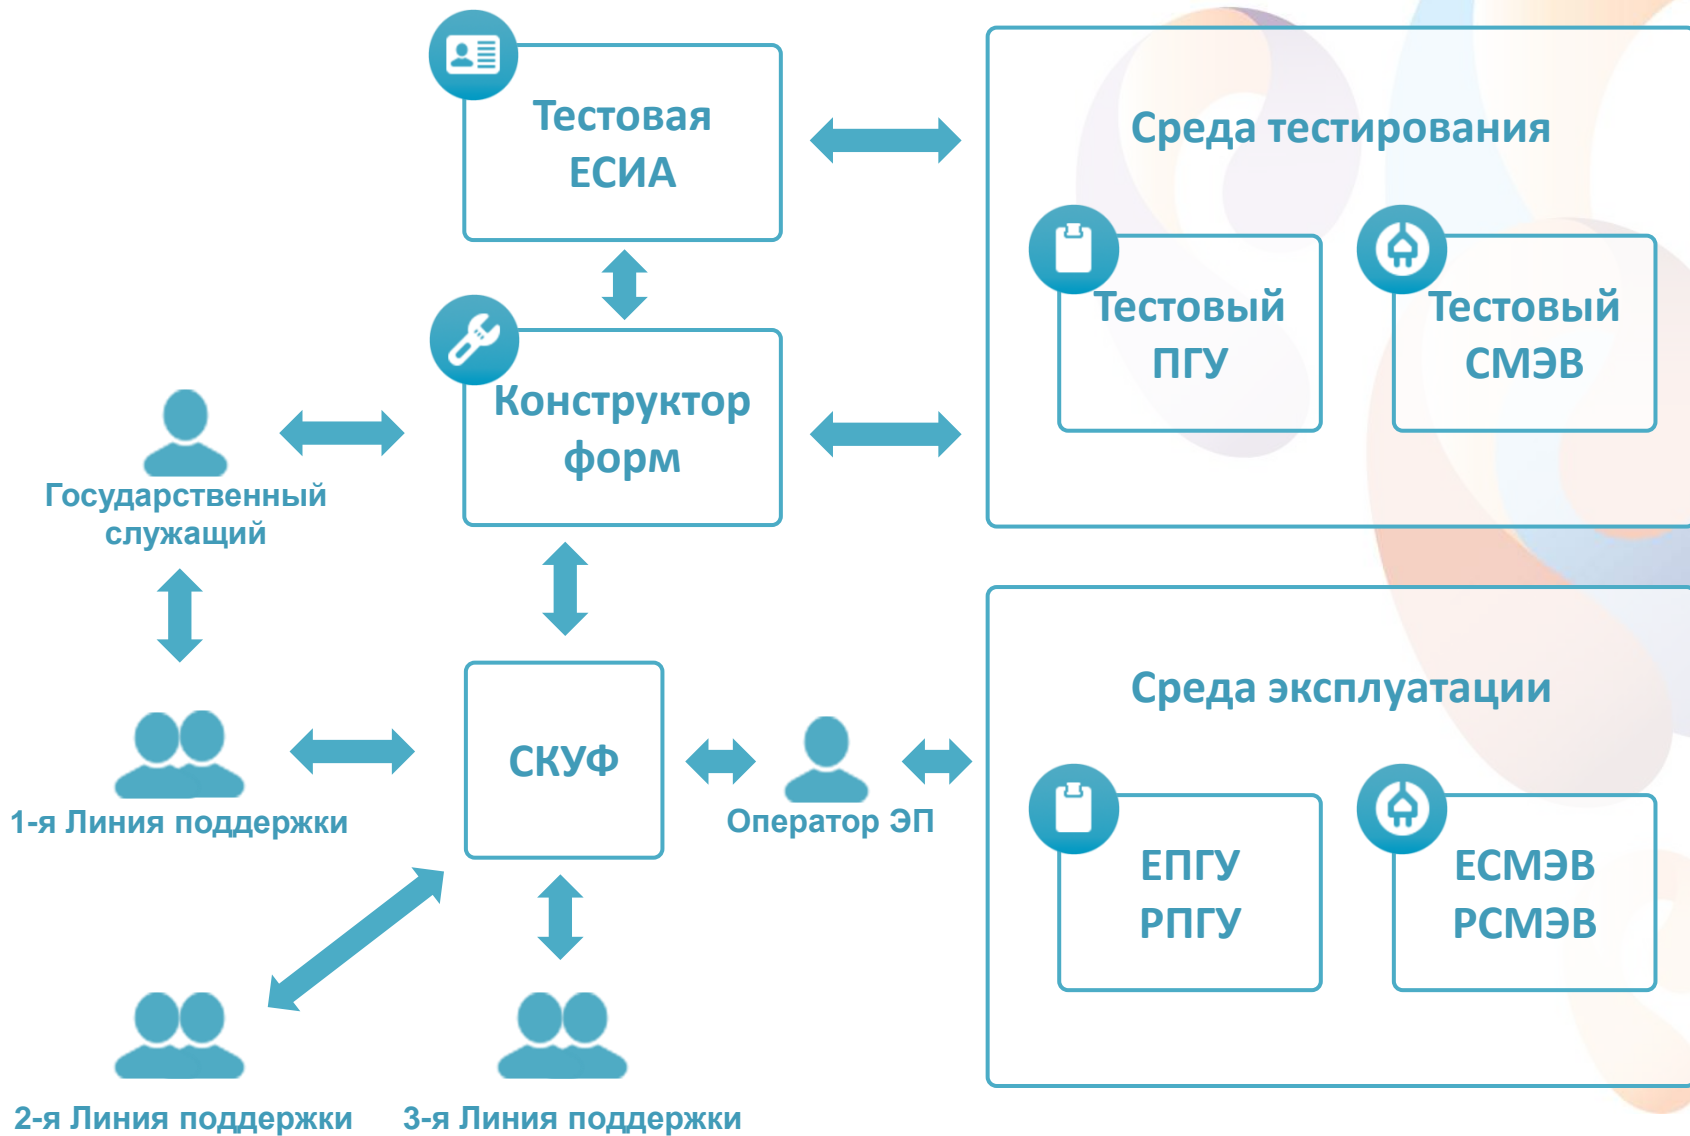 Тестовая
ЕСИА
Среда тестирования
Тестовый
ПГУ
Тестовый
СМЭВ
Конструктор
форм
Государственный
служащий
Среда эксплуатации
СКУФ
1-я Линия поддержки
Оператор ЭП
ЕПГУ
РПГУ
ЕСМЭВ
РСМЭВ
2-я Линия поддержки
3-я Линия поддержки